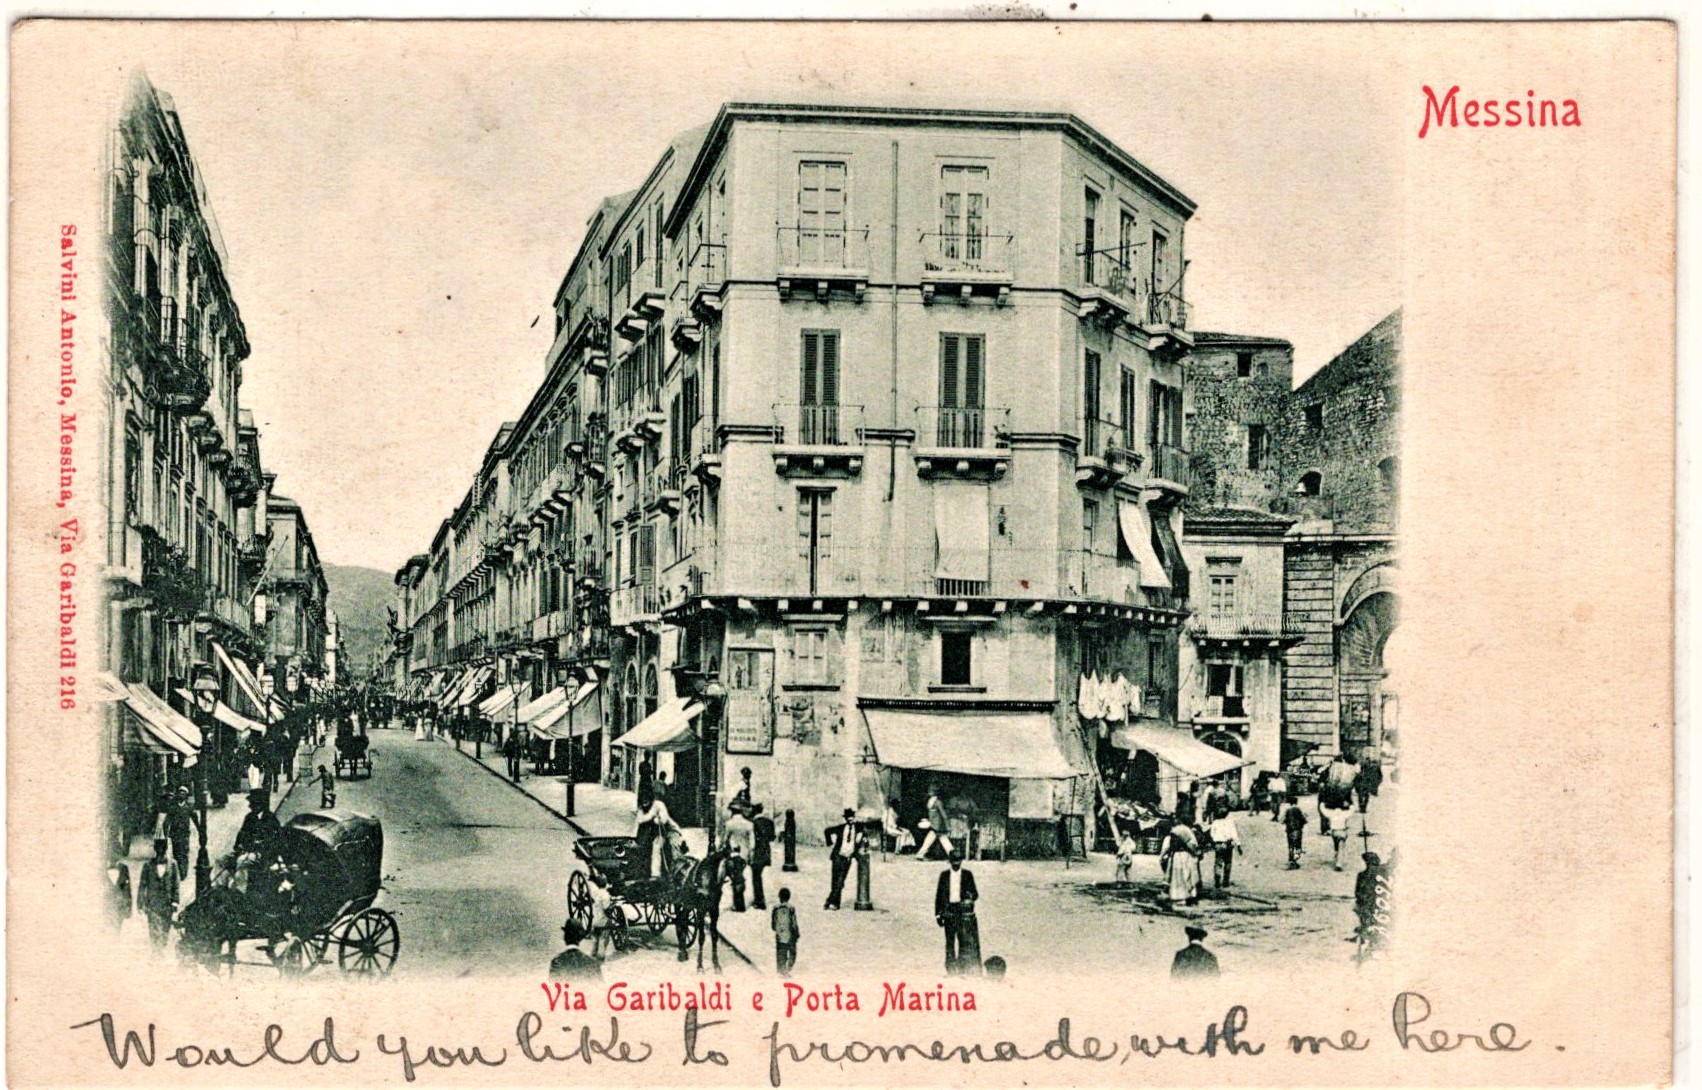 Messina
Salvini Antonio, Messina, Via Garibaldi 216
Via Garibaldi e Porta Marina
Would you like to promenade with me here.